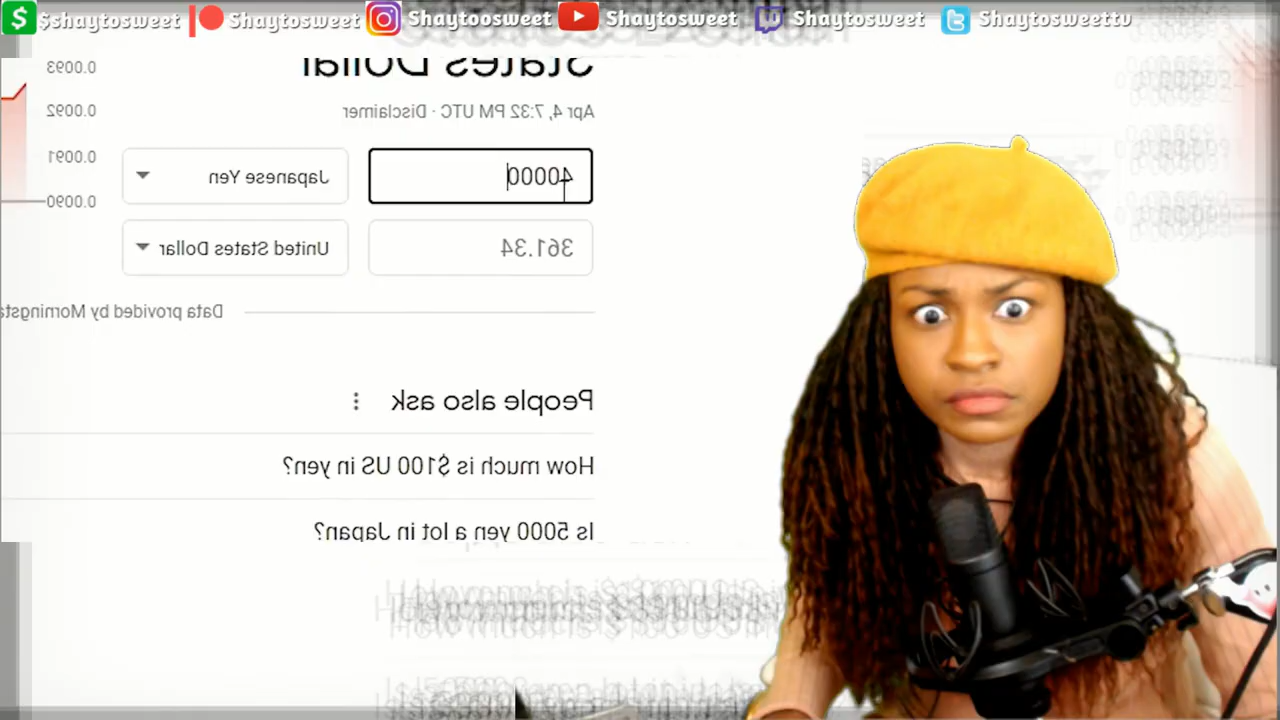 $shaytosweet Shaytosweet Shaytoosweet Shaytosweet Shaytosweet Shaytosweettv
States Dollar
Apr 4, 7:32 PM UTC · Disclaimer
40000 Japanese Yen
361.34 United States Dollar
Data provided by Morningsta
0.0093
0.0092
0.0091
0.0090
People also ask
How much is $100 US in yen?
Is 5000 yen a lot in Japan?